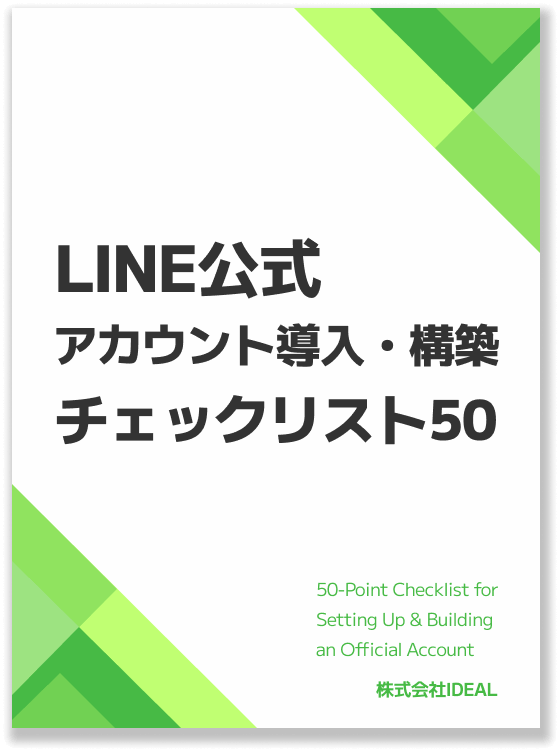 LINE公式
アカウント導入・構築
チェックリスト50
50-Point Checklist for
Setting Up & Building
an Official Account
株式会社IDEAL